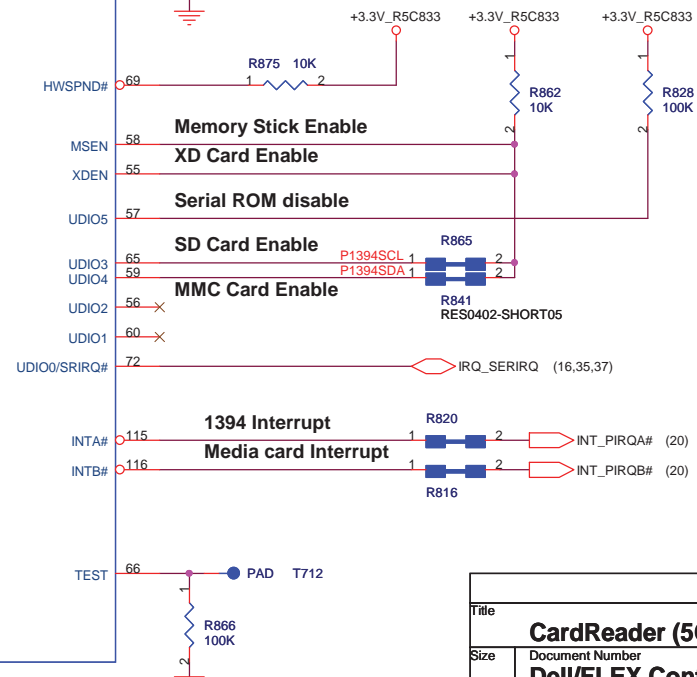 +3.3V_R5C833 +3.3V_R5C833 +3.3V_R5C833
R875 10K
HWSPND# 69 1 2
1 R862 10K 2
1 R828 100K 2
Memory Stick Enable
MSEN 58
XD Card Enable
XDEN 55
Serial ROM disable
UDIO5 57
SD Card Enable
R865
UDIO3 65 P1394SCL 1 2
UDIO4 59 P1394SDA 1 2
MMC Card Enable
R841
RES0402-SHORT05
UDIO2 56
UDIO1 60
UDIO0/SRIRQ# 72 IRQ_SERIRQ (16,35,37)
1394 Interrupt
R820
INTA# 115 1 2 INT_PIRQA# (20)
Media card Interrupt
INTB# 116 1 2 INT_PIRQB# (20)
R816
TEST 66 PAD T712
1 R866 100K 2
Title
CardReader (5
Size Document Number